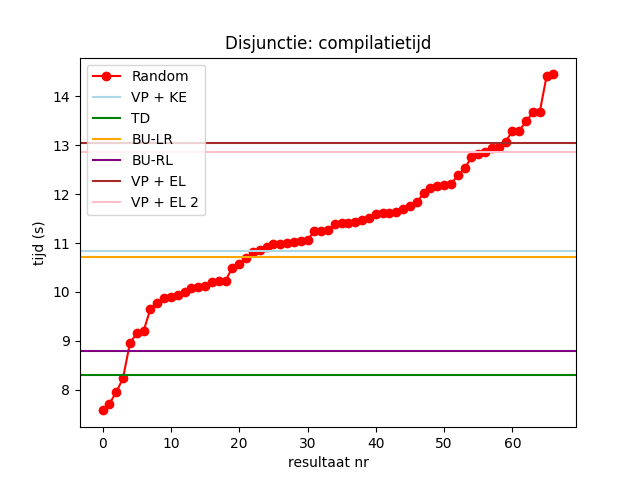 Disjunctie: compilatietijd
Random
VP + KE
TD
BU-LR
BU-RL
VP + EL
VP + EL 2
14
13
12
11
10
9
8
tijd (s)
0 10 20 30 40 50 60
resultaat nr